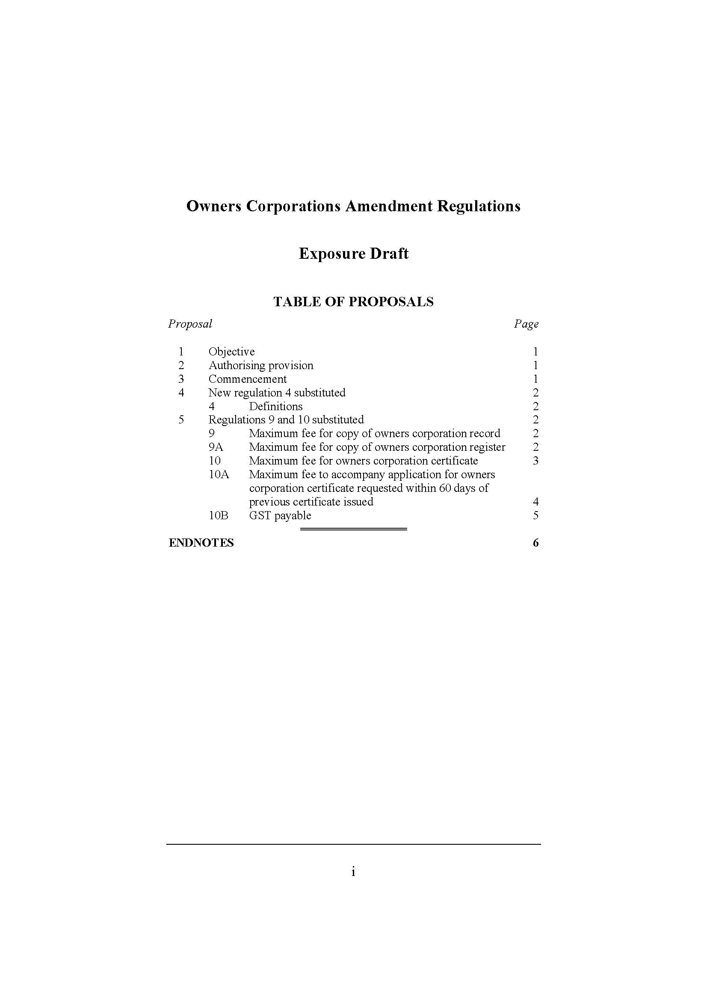 Owners Corporations Amendment Regulations
Exposure Draft
TABLE OF PROPOSALS
Proposal Page
1 Objective 1
2 Authorising provision 1
3 Commencement 1
4 New regulation 4 substituted 2
4 Definitions 2
5 Regulations 9 and 10 substituted 2
9 Maximum fee for copy of owners corporation record 2
9A Maximum fee for copy of owners corporation register 2
10 Maximum fee for owners corporation certificate 3
10A Maximum fee to accompany application for owners
corporation certificate requested within 60 days of
previous certificate issued 4
10B GST payable 5
ENDNOTES 6
i